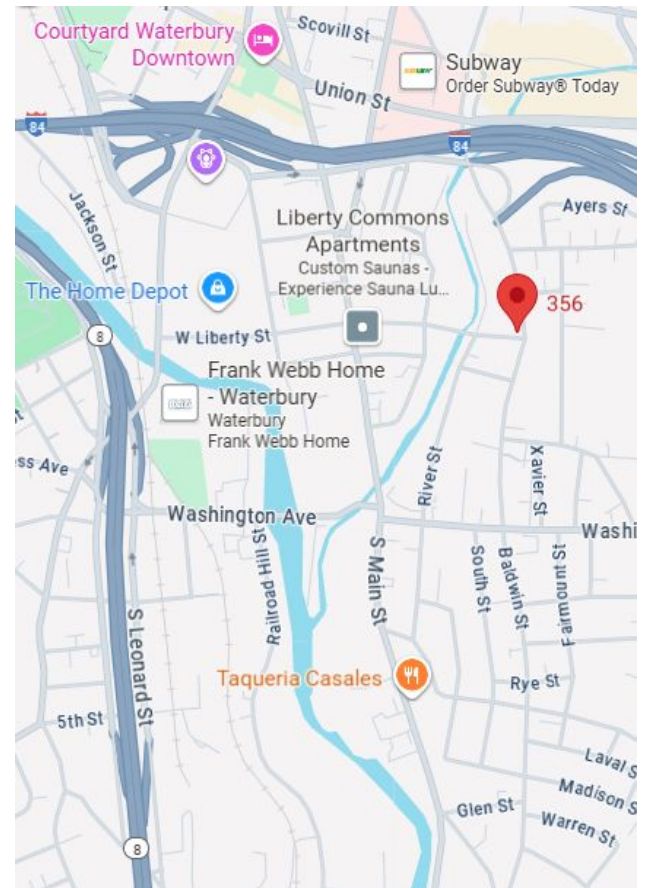 Courtyard Waterbury
Downtown
Scovill St
Subway
Order Subway® Today
Union St
84
84
Jackson St
Ayers St
Liberty Commons
Apartments
Custom Saunas -
Experience Sauna Lu...
The Home Depot
356
8
W Liberty St
Frank Webb Home
- Waterbury
Waterbury
Frank Webb Home
ss Ave
River St
Xavier St
Washington Ave
Washi
Railroad Hill St
S Main St
South St
Baldwin St
Fairmount St
S Leonard St
Taqueria Casales
Rye St
5th St
Laval S
Madison S
Glen St
Warren St
8